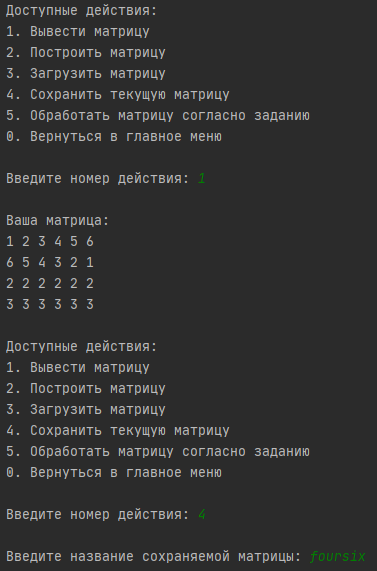 Доступные действия:
1. Вывести матрицу
2. Построить матрицу
3. Загрузить матрицу
4. Сохранить текущую матрицу
5. Обработать матрицу согласно заданию
0. Вернуться в главное меню
Введите номер действия: 1
Ваша матрица:
1 2 3 4 5 6
6 5 4 3 2 1
2 2 2 2 2 2
3 3 3 3 3 3
Доступные действия:
1. Вывести матрицу
2. Построить матрицу
3. Загрузить матрицу
4. Сохранить текущую матрицу
5. Обработать матрицу согласно заданию
0. Вернуться в главное меню
Введите номер действия: 4
Введите название сохраняемой матрицы: foursix